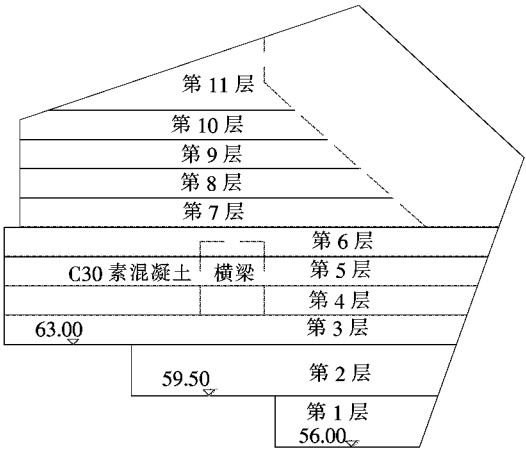 第 11 层
第 10 层
第 9 层
第 8 层
第 7 层
第 6 层
C30 素混凝土 横梁 第 5 层
第 4 层
63.00 第 3 层
59.50 第 2 层
第 1 层
56.00